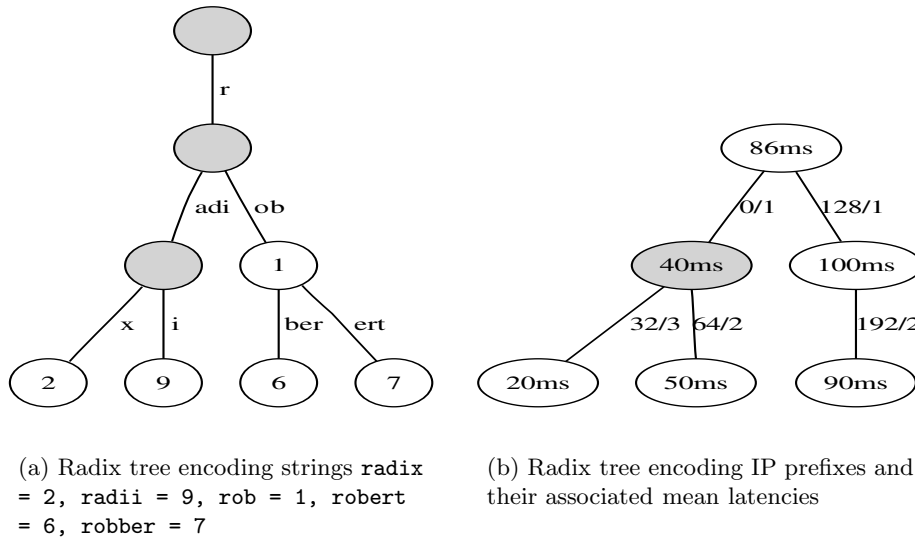 r
adi
ob
1
x
i
ber
ert
2
9
6
7
86ms
0/1
128/1
40ms
100ms
32/3
64/2
192/2
20ms
50ms
90ms
(a) Radix tree encoding strings radix
= 2, radii = 9, rob = 1, robert
= 6, robber = 7
(b) Radix tree encoding IP prefixes and
their associated mean latencies